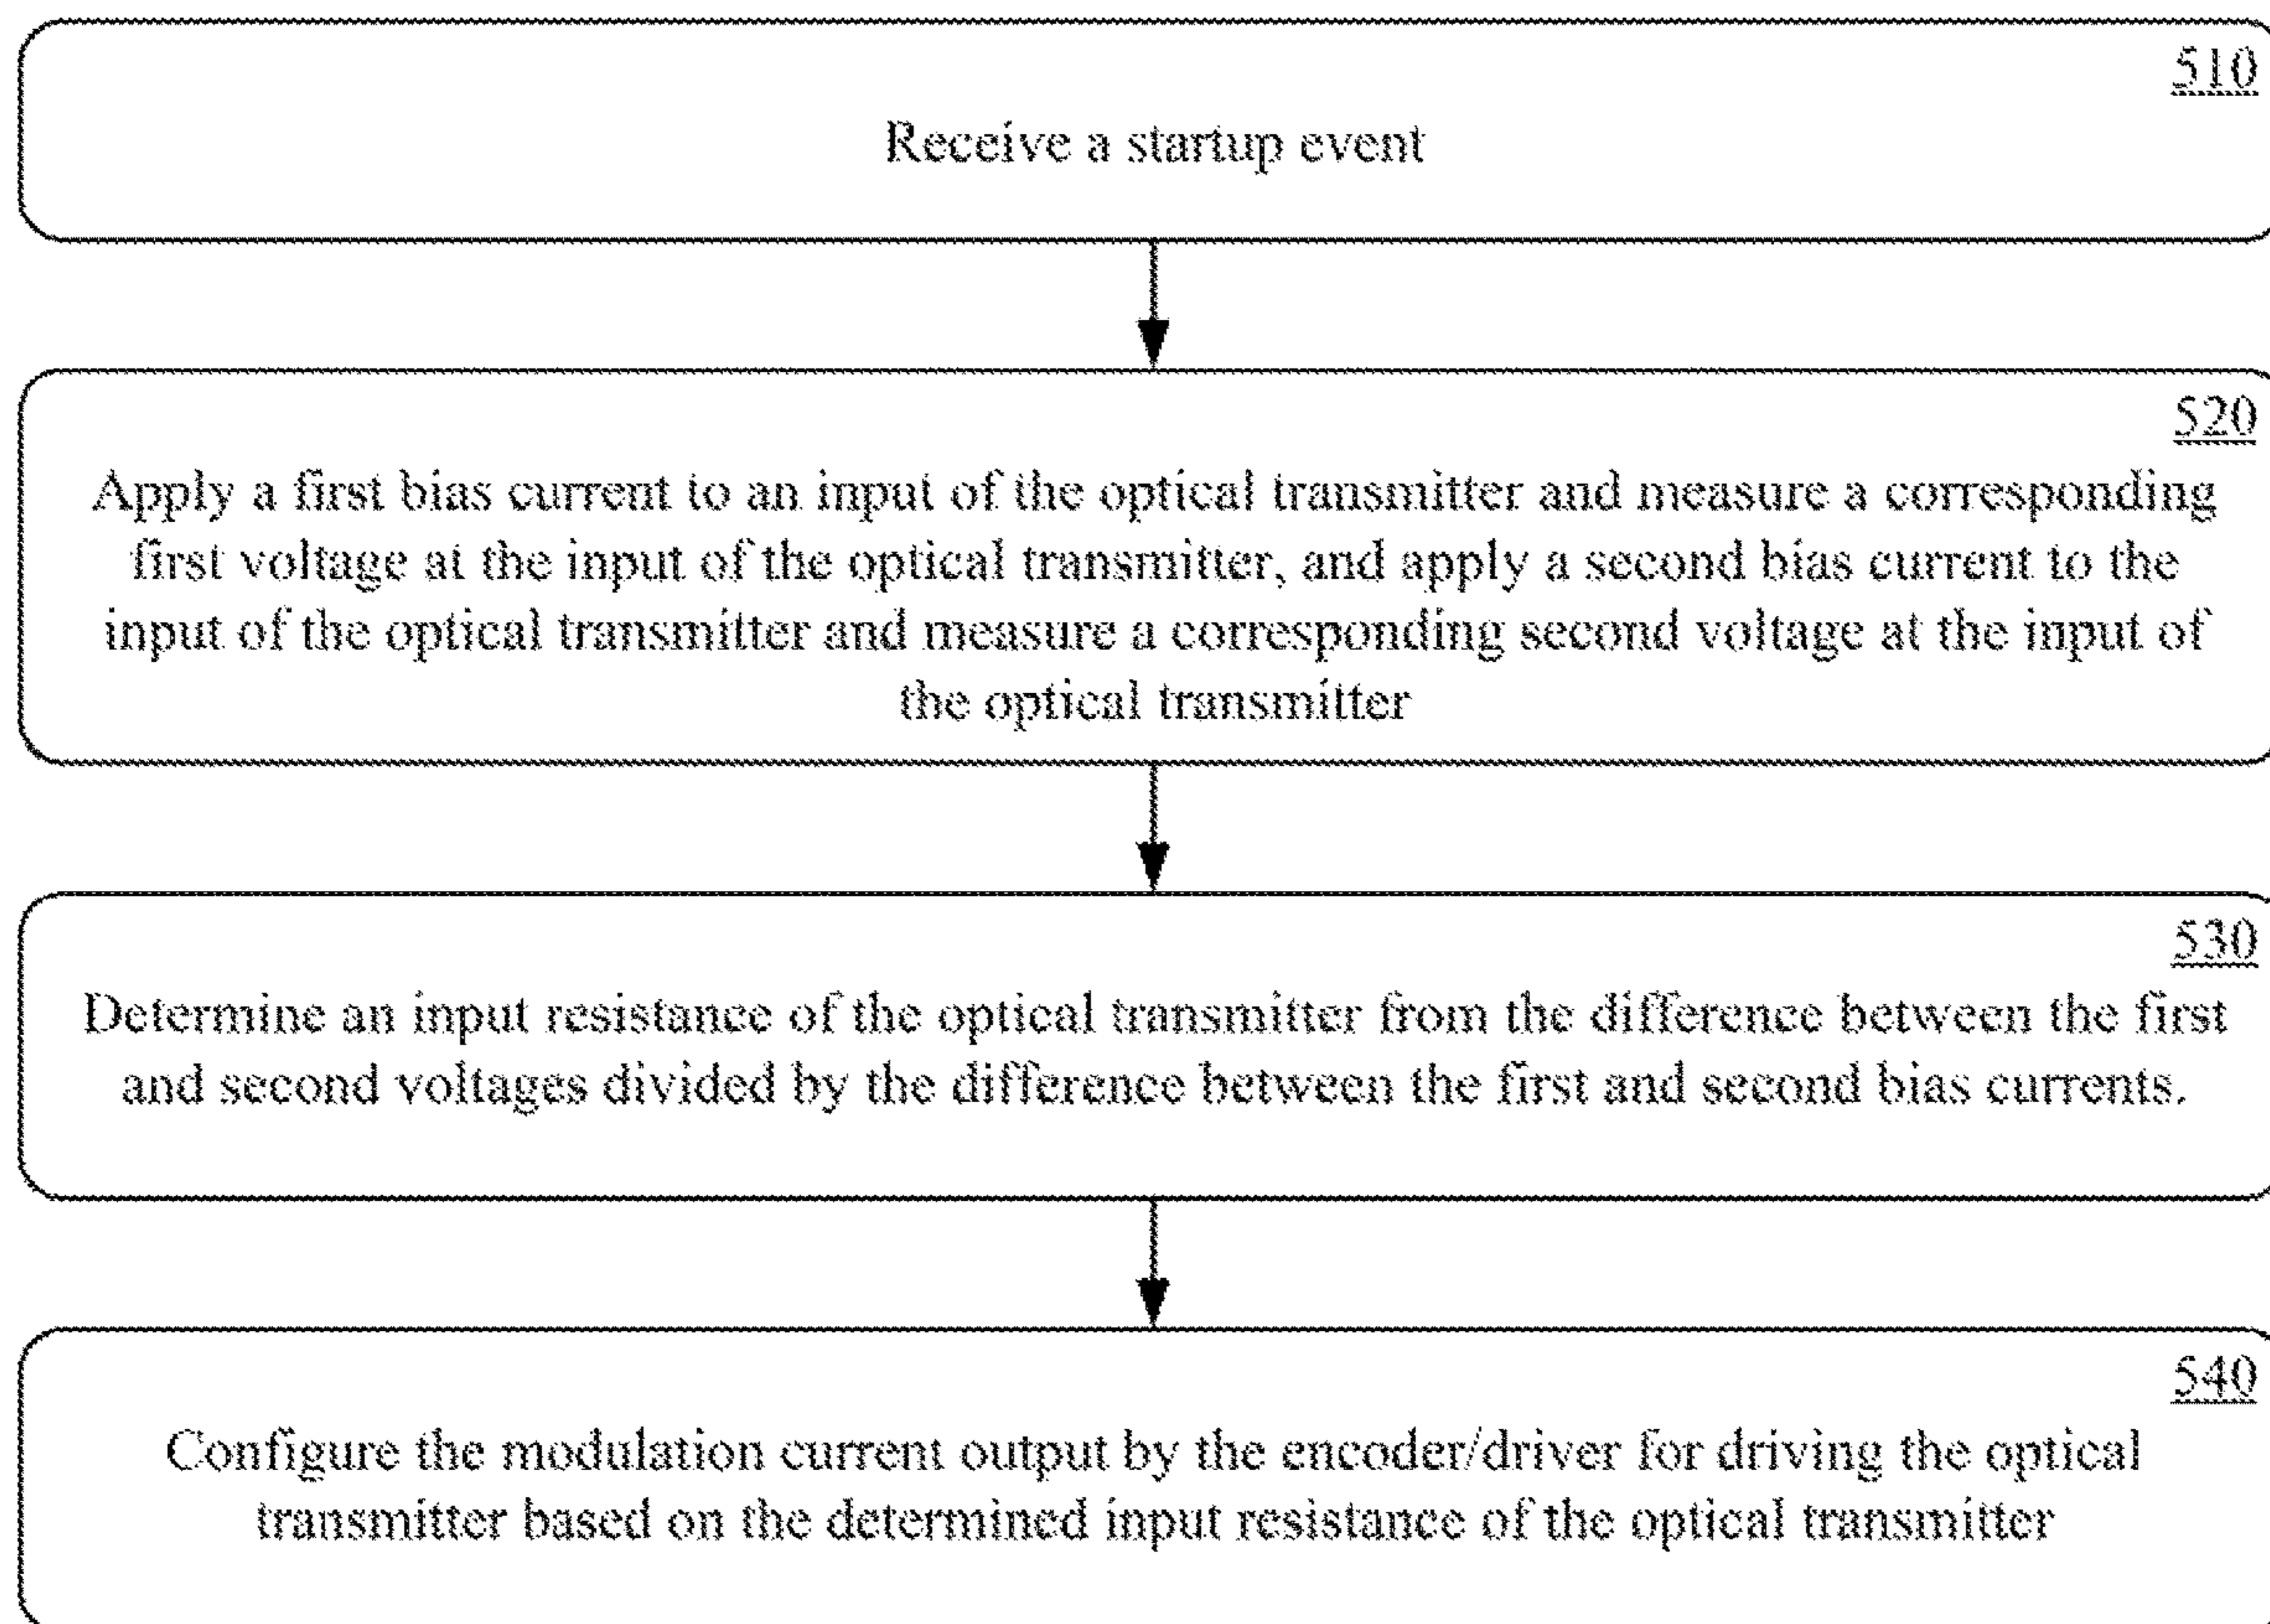 510
Receive a startup event
520
Apply a first bias current to an input of the optical transmitter and measure a corresponding
first voltage at the input of the optical transmitter, and apply a second bias current to the
input of the optical transmitter and measure a corresponding second voltage at the input of
the optical transmitter
530
Determine an input resistance of the optical transmitter from the difference between the first
and second voltages divided by the difference between the first and second bias currents.
540
Configure the modulation current output by the encoder/driver for driving the optical
transmitter based on the determined input resistance of the optical transmitter